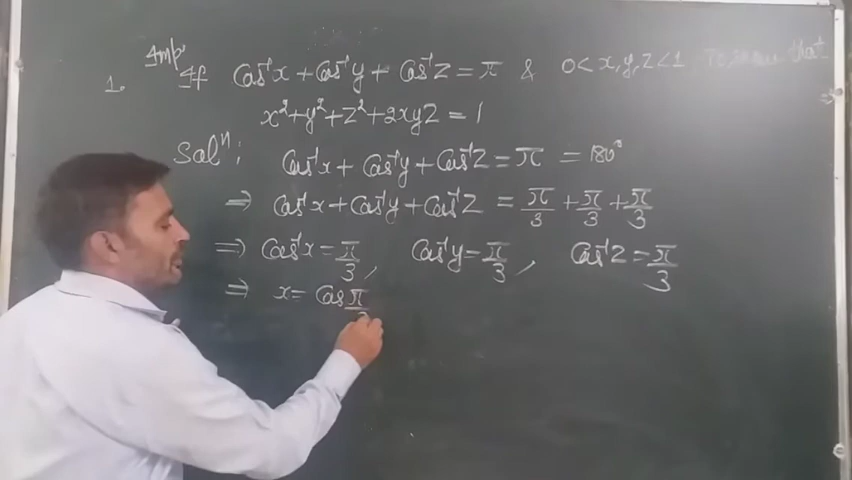 Imp.
1. If Cos⁻¹x + Cos⁻¹y + Cos⁻¹z = π & 0 < x, y, z < 1 To show that
x² + y² + z² + 2xyz = 1
Solⁿ: Cos⁻¹x + Cos⁻¹y + Cos⁻¹z = π = 180°
⇒ Cos⁻¹x + Cos⁻¹y + Cos⁻¹z = π/3 + π/3 + π/3
⇒ Cos⁻¹x = π/3, Cos⁻¹y = π/3, Cos⁻¹z = π/3
⇒ x = Cos π/3